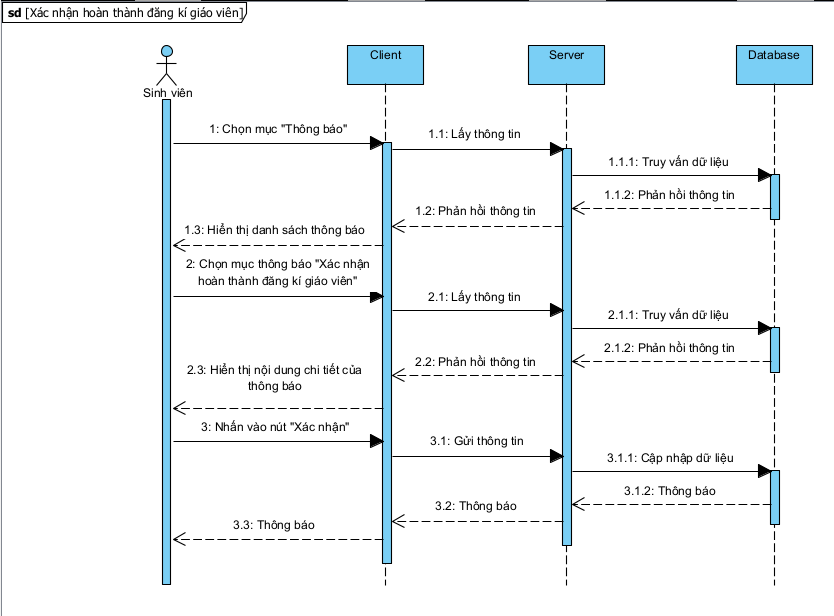 sd [Xác nhận hoàn thành đăng kí giáo viên]
Client
Server
Database
Sinh viên
1: Chọn mục "Thông báo"
1.1: Lấy thông tin
1.1.1: Truy vấn dữ liệu
1.1.2: Phản hồi thông tin
1.2: Phản hồi thông tin
1.3: Hiển thị danh sách thông báo
2: Chọn mục thông báo "Xác nhận
hoàn thành đăng kí giáo viên"
2.1: Lấy thông tin
2.1.1: Truy vấn dữ liệu
2.1.2: Phản hồi thông tin
2.2: Phản hồi thông tin
2.3: Hiển thị nội dung chi tiết của
thông báo
3: Nhấn vào nút "Xác nhận"
3.1: Gửi thông tin
3.1.1: Cập nhập dữ liệu
3.1.2: Thông báo
3.2: Thông báo
3.3: Thông báo